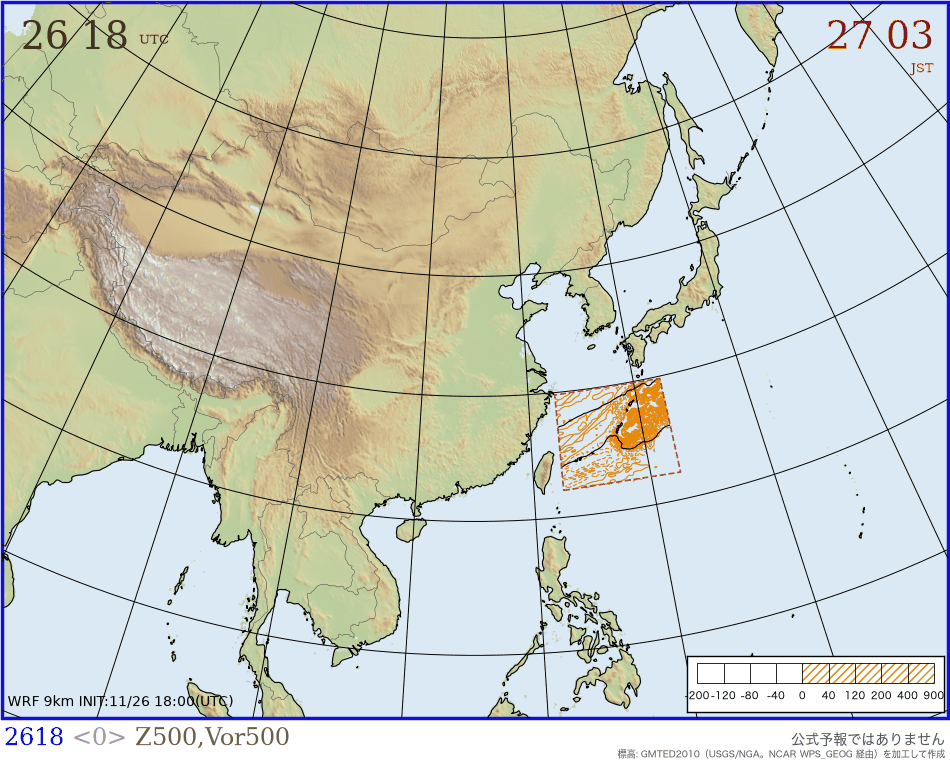 26 18 UTC
27 03
JST
-200 -120 -80 -40 0 40 120 200 400 900
WRF 9km INIT:11/26 18:00(UTC)
2618 <0> Z500,Vor500
公式予報ではありません
標高: GMTED2010（USGS/NGA。NCAR WPS_GEOG 経由）を加工して作成